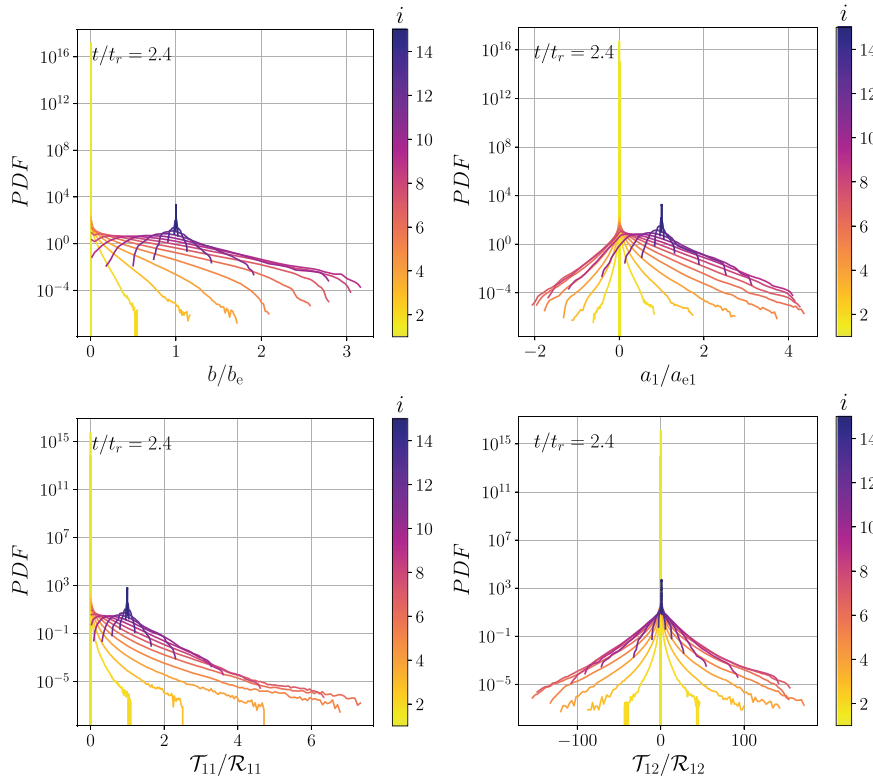 i
t/t_r = 2.4
10^16
10^12
10^8
10^4
10^0
10^−4
PDF
0 1 2 3
b/b_e
14
12
10
8
6
4
2
i
t/t_r = 2.4
10^16
10^12
10^8
10^4
10^0
10^−4
PDF
−2 0 2 4
a_1/a_e1
14
12
10
8
6
4
2
i
t/t_r = 2.4
10^15
10^11
10^7
10^3
10^−1
10^−5
PDF
0 2 4 6
𝒯_11/ℛ_11
14
12
10
8
6
4
2
i
t/t_r = 2.4
10^15
10^11
10^7
10^3
10^−1
10^−5
PDF
−100 0 100
𝒯_12/ℛ_12
14
12
10
8
6
4
2